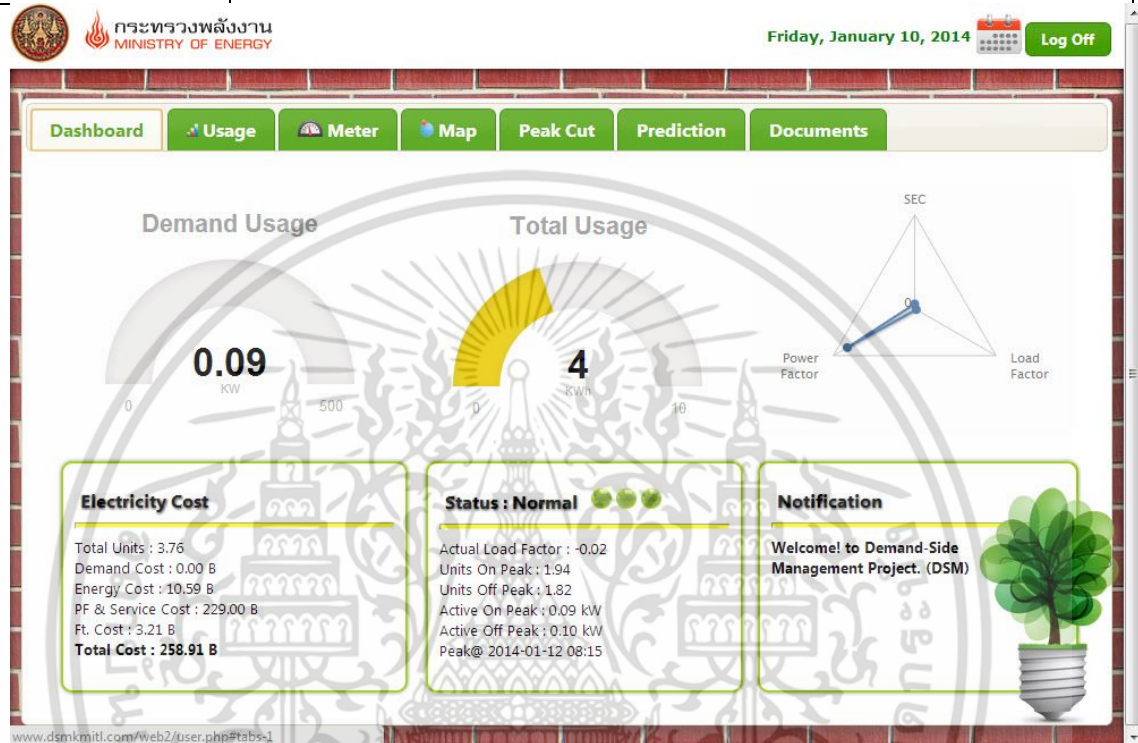 กระทรวงพลังงาน
MINISTRY OF ENERGY
Friday, January 10, 2014
Log Off
Dashboard
Usage
Meter
Map
Peak Cut
Prediction
Documents
Demand Usage
0.09
KW
0
500
Total Usage
4
KWh
0
10
SEC
0
Power
Factor
Load
Factor
Electricity Cost
Total Units : 3.76
Demand Cost : 0.00 B
Energy Cost : 10.59 B
PF & Service Cost : 229.00 B
Ft. Cost : 3.21 B
Total Cost : 258.91 B
Status : Normal
Actual Load Factor : -0.02
Units On Peak : 1.94
Units Off Peak : 1.82
Active On Peak : 0.09 kW
Active Off Peak : 0.10 kW
Peak@ 2014-01-12 08:15
Notification
Welcome! to Demand-Side
Management Project. (DSM)
www.dsmkmitl.com/web2/user.php#tabs-1